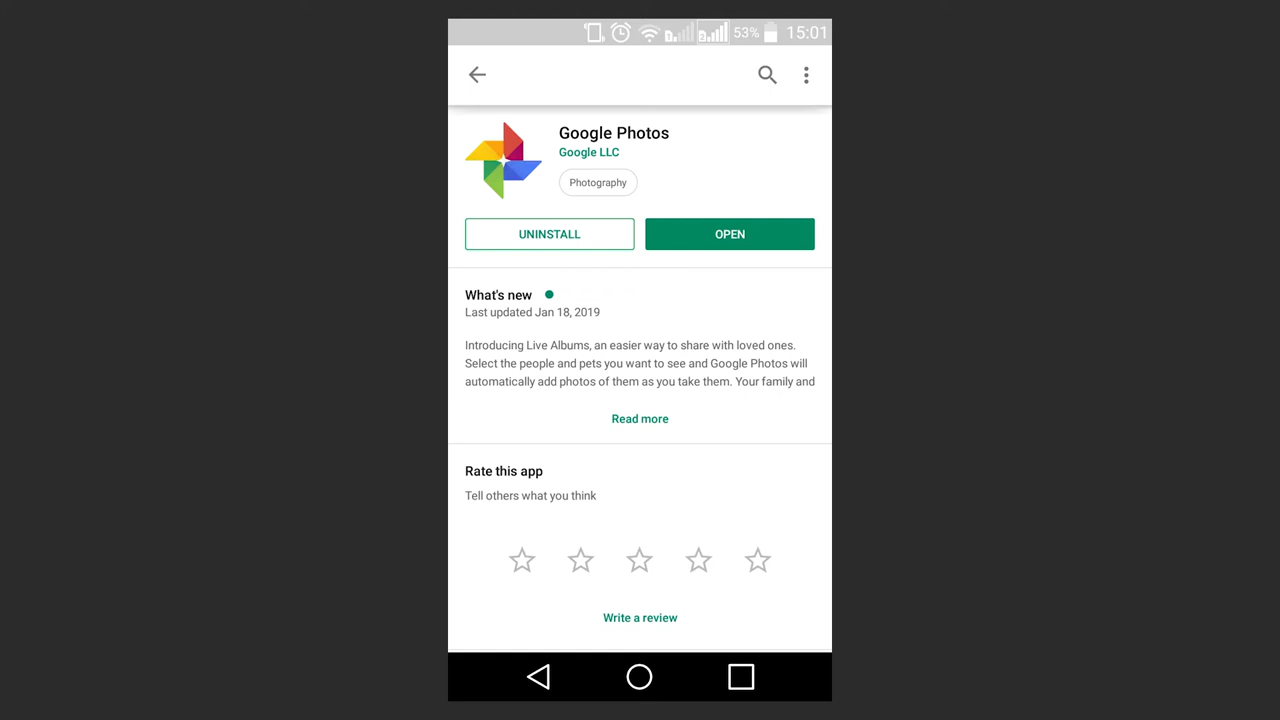 53% 15:01
Google Photos
Google LLC
Photography
UNINSTALL OPEN
What's new
Last updated Jan 18, 2019
Introducing Live Albums, an easier way to share with loved ones.
Select the people and pets you want to see and Google Photos will
automatically add photos of them as you take them. Your family and
Read more
Rate this app
Tell others what you think
Write a review